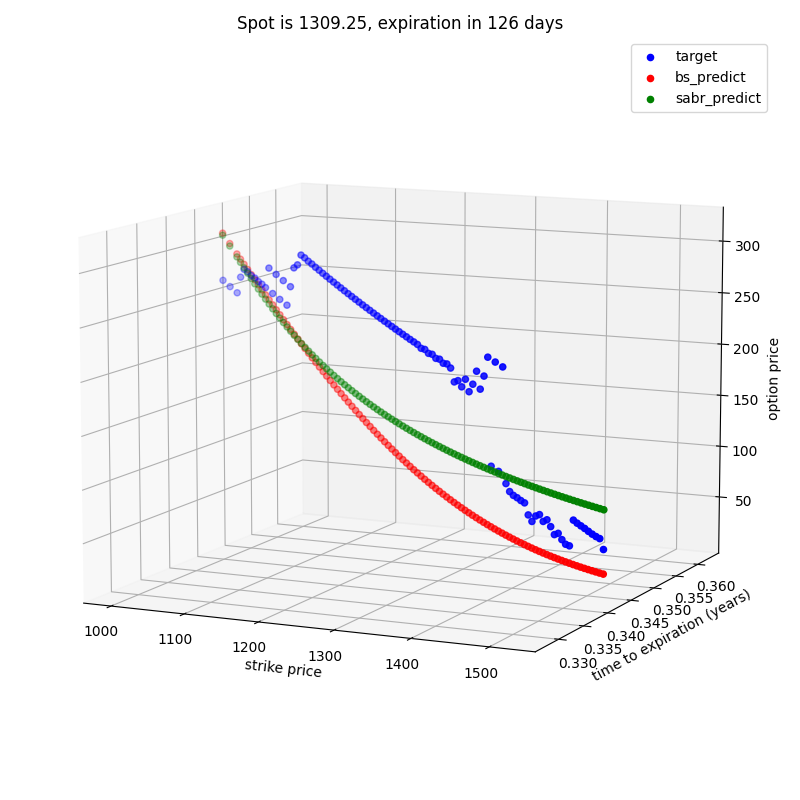 Spot is 1309.25, expiration in 126 days
target
bs_predict
sabr_predict
300
250
200
150
100
50
option price
0.360
0.355
0.350
0.345
0.340
0.335
0.330
time to expiration (years)
1000
1100
1200
1300
1400
1500
strike price